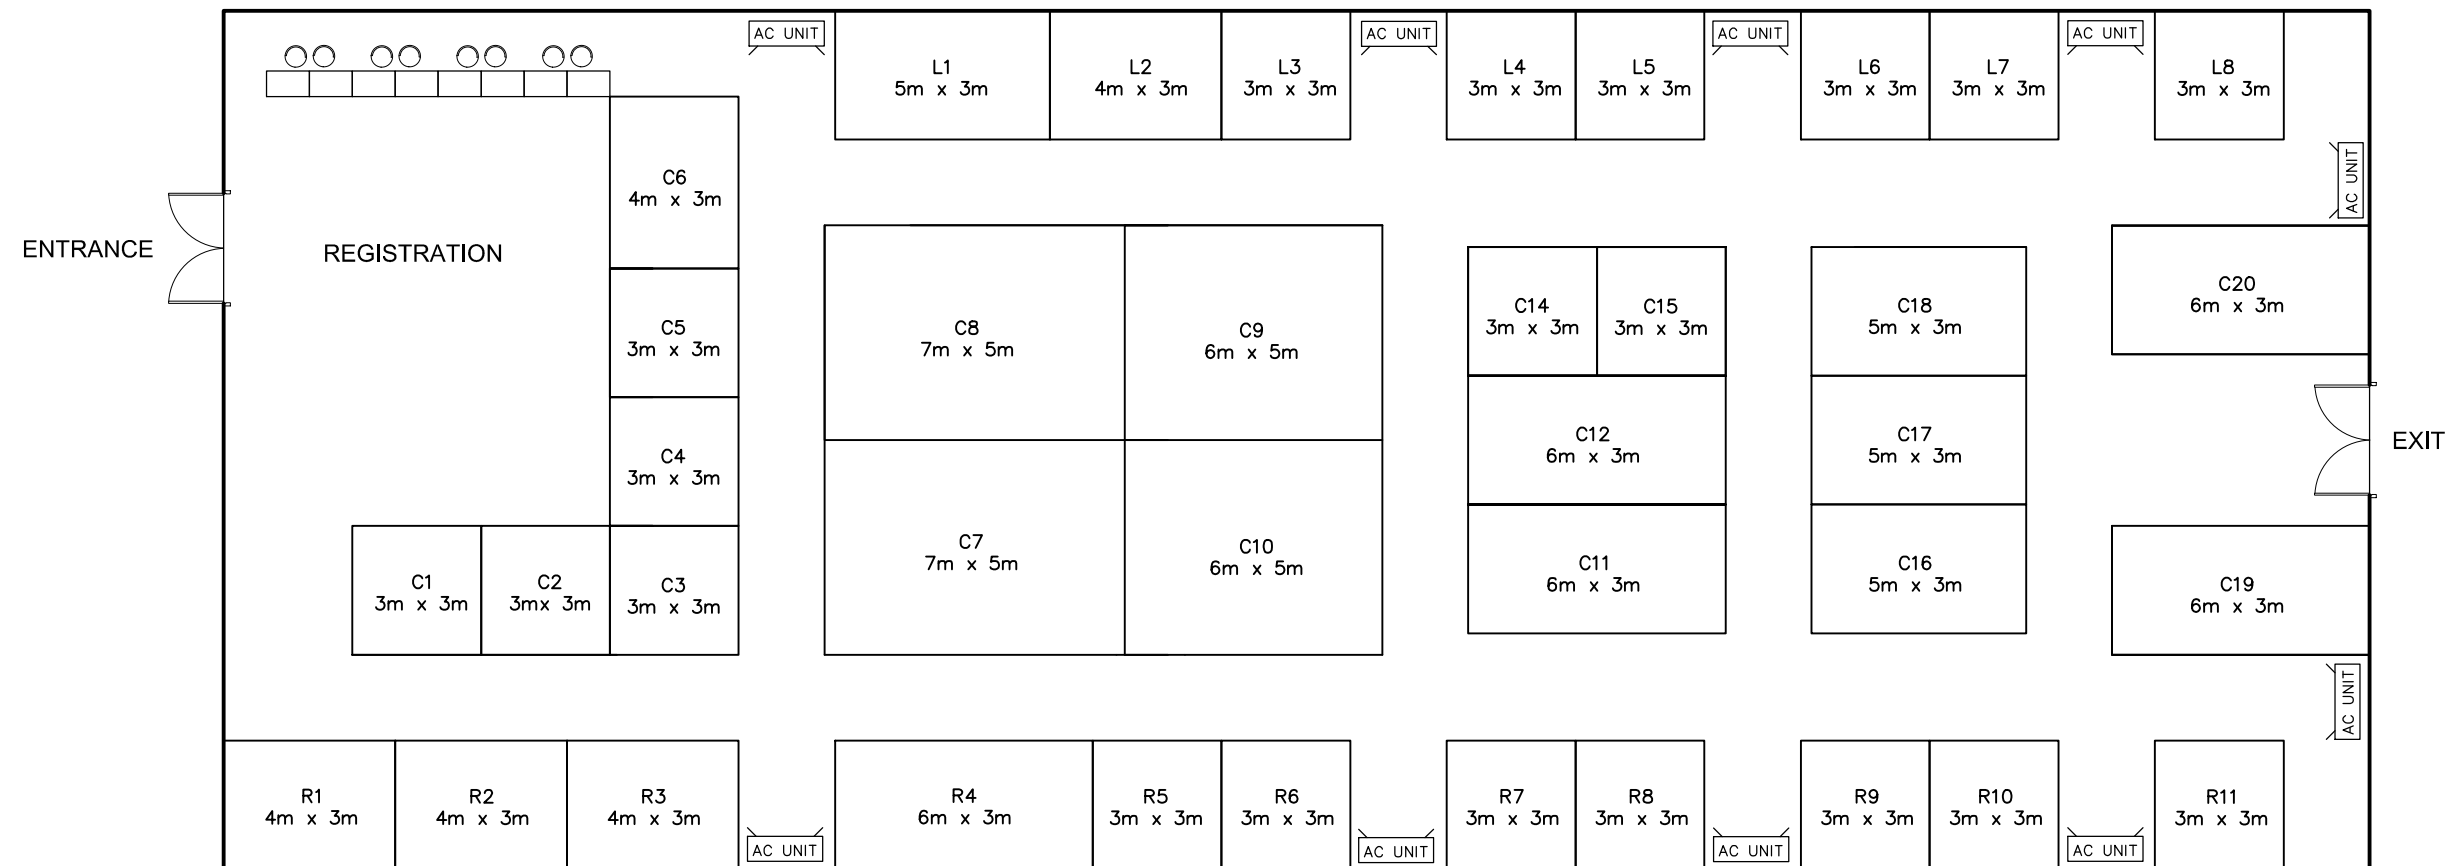 AC UNIT
AC UNIT
AC UNIT
AC UNIT
L1
5m x 3m
L2
4m x 3m
L3
3m x 3m
L4
3m x 3m
L5
3m x 3m
L6
3m x 3m
L7
3m x 3m
L8
3m x 3m
AC UNIT
ENTRANCE
REGISTRATION
C6
4m x 3m
C5
3m x 3m
C4
3m x 3m
C1
3m x 3m
C2
3mx 3m
C3
3m x 3m
C8
7m x 5m
C9
6m x 5m
C7
7m x 5m
C10
6m x 5m
C14
3m x 3m
C15
3m x 3m
C12
6m x 3m
C11
6m x 3m
C18
5m x 3m
C17
5m x 3m
C16
5m x 3m
C20
6m x 3m
EXIT
C19
6m x 3m
AC UNIT
R1
4m x 3m
R2
4m x 3m
R3
4m x 3m
R4
6m x 3m
R5
3m x 3m
R6
3m x 3m
R7
3m x 3m
R8
3m x 3m
R9
3m x 3m
R10
3m x 3m
R11
3m x 3m
AC UNIT
AC UNIT
AC UNIT
AC UNIT